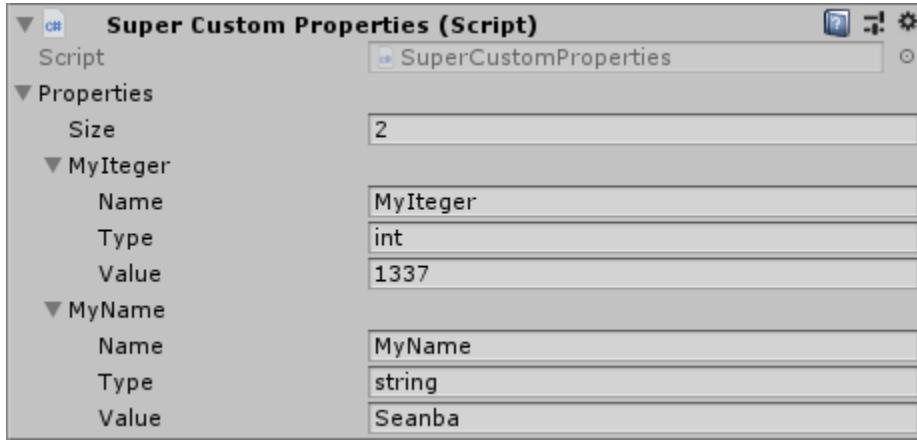 Super Custom Properties (Script)
Script SuperCustomProperties
Properties
Size 2
MyIteger
Name MyIteger
Type int
Value 1337
MyName
Name MyName
Type string
Value Seanba